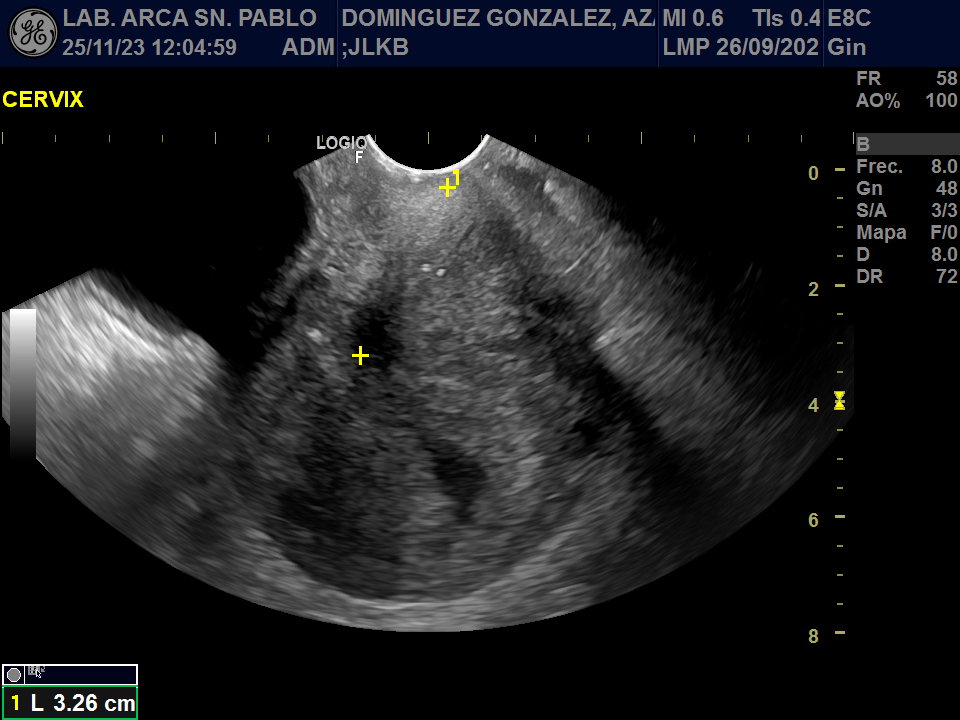 LAB. ARCA SN. PABLO
DOMINGUEZ GONZALEZ, AZ
MI 0.6 TIs 0.4
E8C
25/11/23 12:04:59 ADM
;JLKB
LMP 26/09/202
Gin
CERVIX
FR 58
AO% 100
LOGIQ
F
B
Frec. 8.0
Gn 48
S/A 3/3
Mapa F/0
D 8.0
DR 72
1
0
2
4
6
8
1 L 3.26 cm